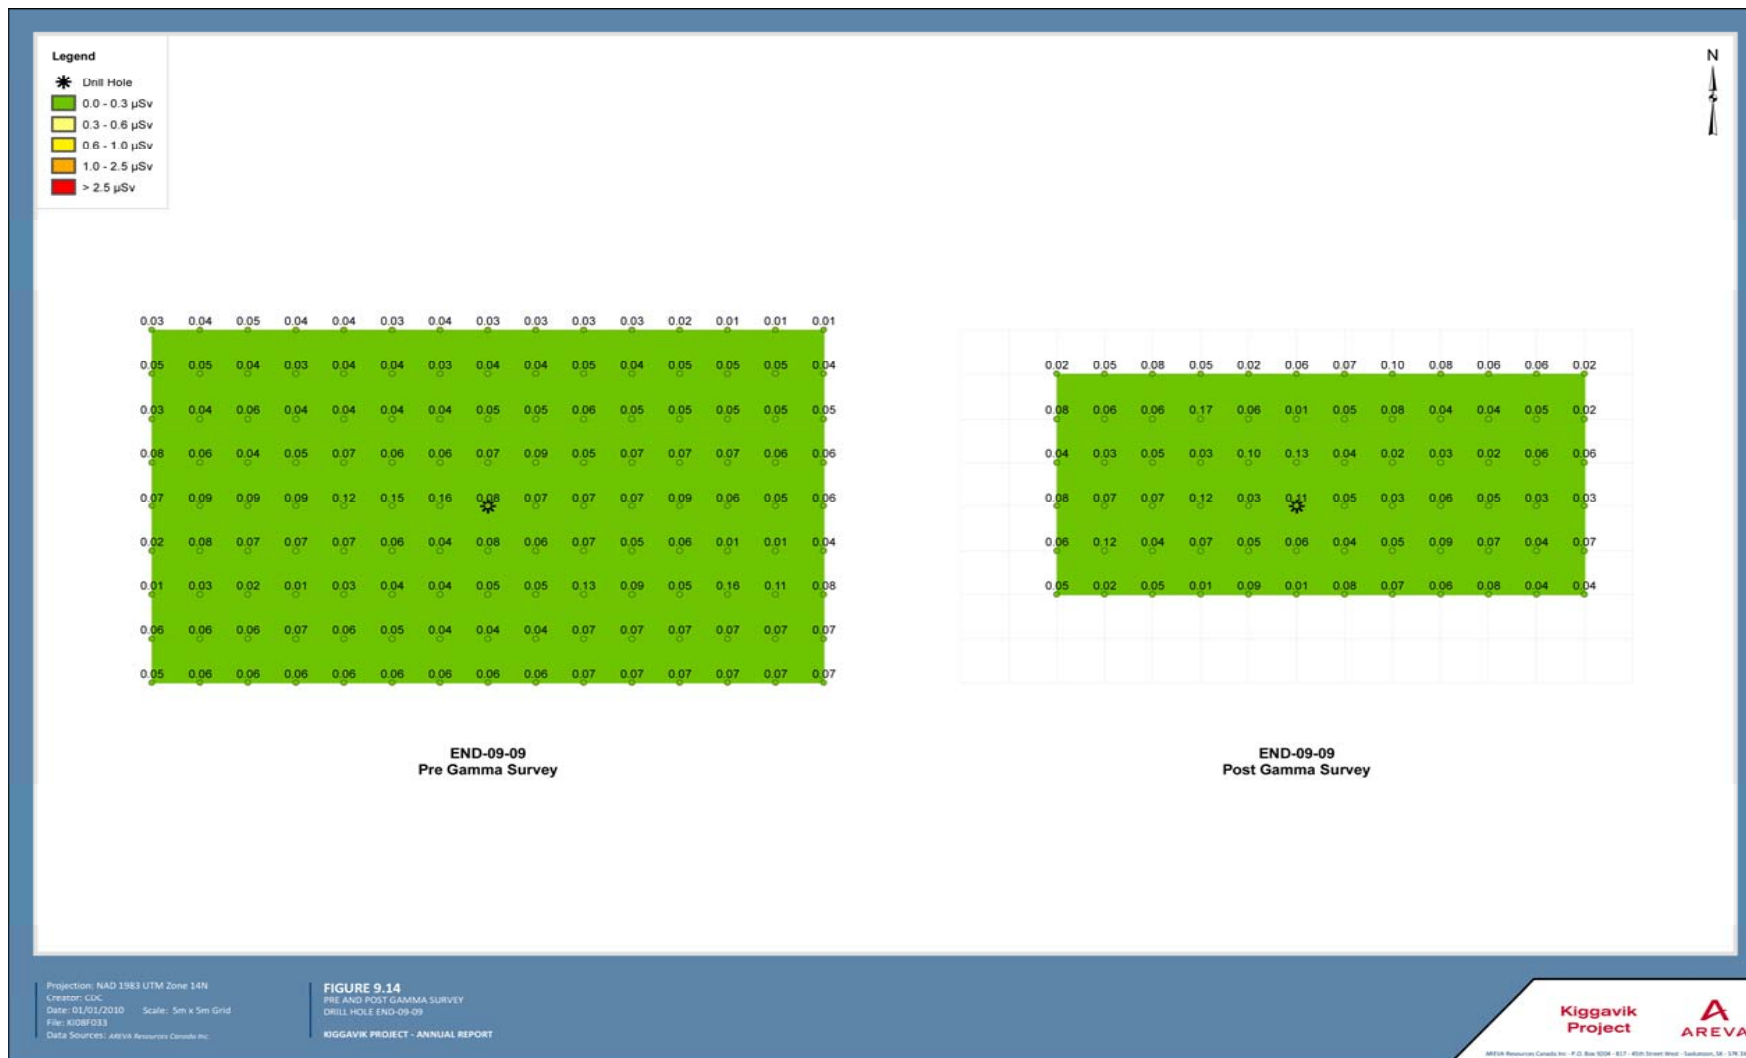 Legend
Drill Hole
0.0 - 0.3 µSv
0.3 - 0.6 µSv
0.6 - 1.0 µSv
1.0 - 2.5 µSv
> 2.5 µSv
N
0.03 0.04 0.05 0.04 0.04 0.03 0.04 0.03 0.03 0.03 0.03 0.02 0.01 0.01 0.01
0.05 0.05 0.04 0.03 0.04 0.04 0.03 0.04 0.04 0.05 0.04 0.05 0.05 0.05 0.04
0.03 0.04 0.06 0.04 0.04 0.04 0.04 0.05 0.05 0.06 0.05 0.05 0.05 0.05 0.05
0.08 0.06 0.04 0.05 0.07 0.06 0.06 0.07 0.09 0.05 0.07 0.07 0.07 0.06 0.06
0.07 0.09 0.09 0.09 0.12 0.15 0.16 0.08 0.07 0.07 0.07 0.09 0.06 0.05 0.06
0.02 0.08 0.07 0.07 0.07 0.06 0.04 0.08 0.06 0.07 0.05 0.06 0.01 0.01 0.04
0.01 0.03 0.02 0.01 0.03 0.04 0.04 0.05 0.05 0.13 0.09 0.05 0.16 0.11 0.08
0.06 0.06 0.06 0.07 0.06 0.05 0.04 0.04 0.04 0.07 0.07 0.07 0.07 0.07 0.07
0.05 0.06 0.06 0.06 0.06 0.06 0.06 0.06 0.06 0.07 0.07 0.07 0.07 0.07 0.07
END-09-09
Pre Gamma Survey
0.02 0.05 0.08 0.05 0.02 0.06 0.07 0.10 0.08 0.06 0.06 0.02
0.08 0.06 0.06 0.17 0.06 0.01 0.05 0.08 0.04 0.04 0.05 0.02
0.04 0.03 0.05 0.03 0.10 0.13 0.04 0.02 0.03 0.02 0.06 0.06
0.08 0.07 0.07 0.12 0.03 0.11 0.05 0.03 0.06 0.05 0.03 0.03
0.06 0.12 0.04 0.07 0.05 0.06 0.04 0.05 0.09 0.07 0.04 0.07
0.05 0.02 0.05 0.01 0.09 0.01 0.08 0.07 0.06 0.08 0.04 0.04
END-09-09
Post Gamma Survey
Projection: NAD 1983 UTM Zone 14N
Creator: CDC
Date: 01/01/2010 Scale: 5m x 5m Grid
File: KI08F033
Data Sources: AREVA Resources Canada Inc.
FIGURE 9.14
PRE AND POST GAMMA SURVEY
DRILL HOLE END-09-09
KIGGAVIK PROJECT - ANNUAL REPORT
Kiggavik
Project
AREVA
AREVA Resources Canada Inc - P.O. Box 9204 - 817 - 45th Street West - Saskatoon, SK - S7K